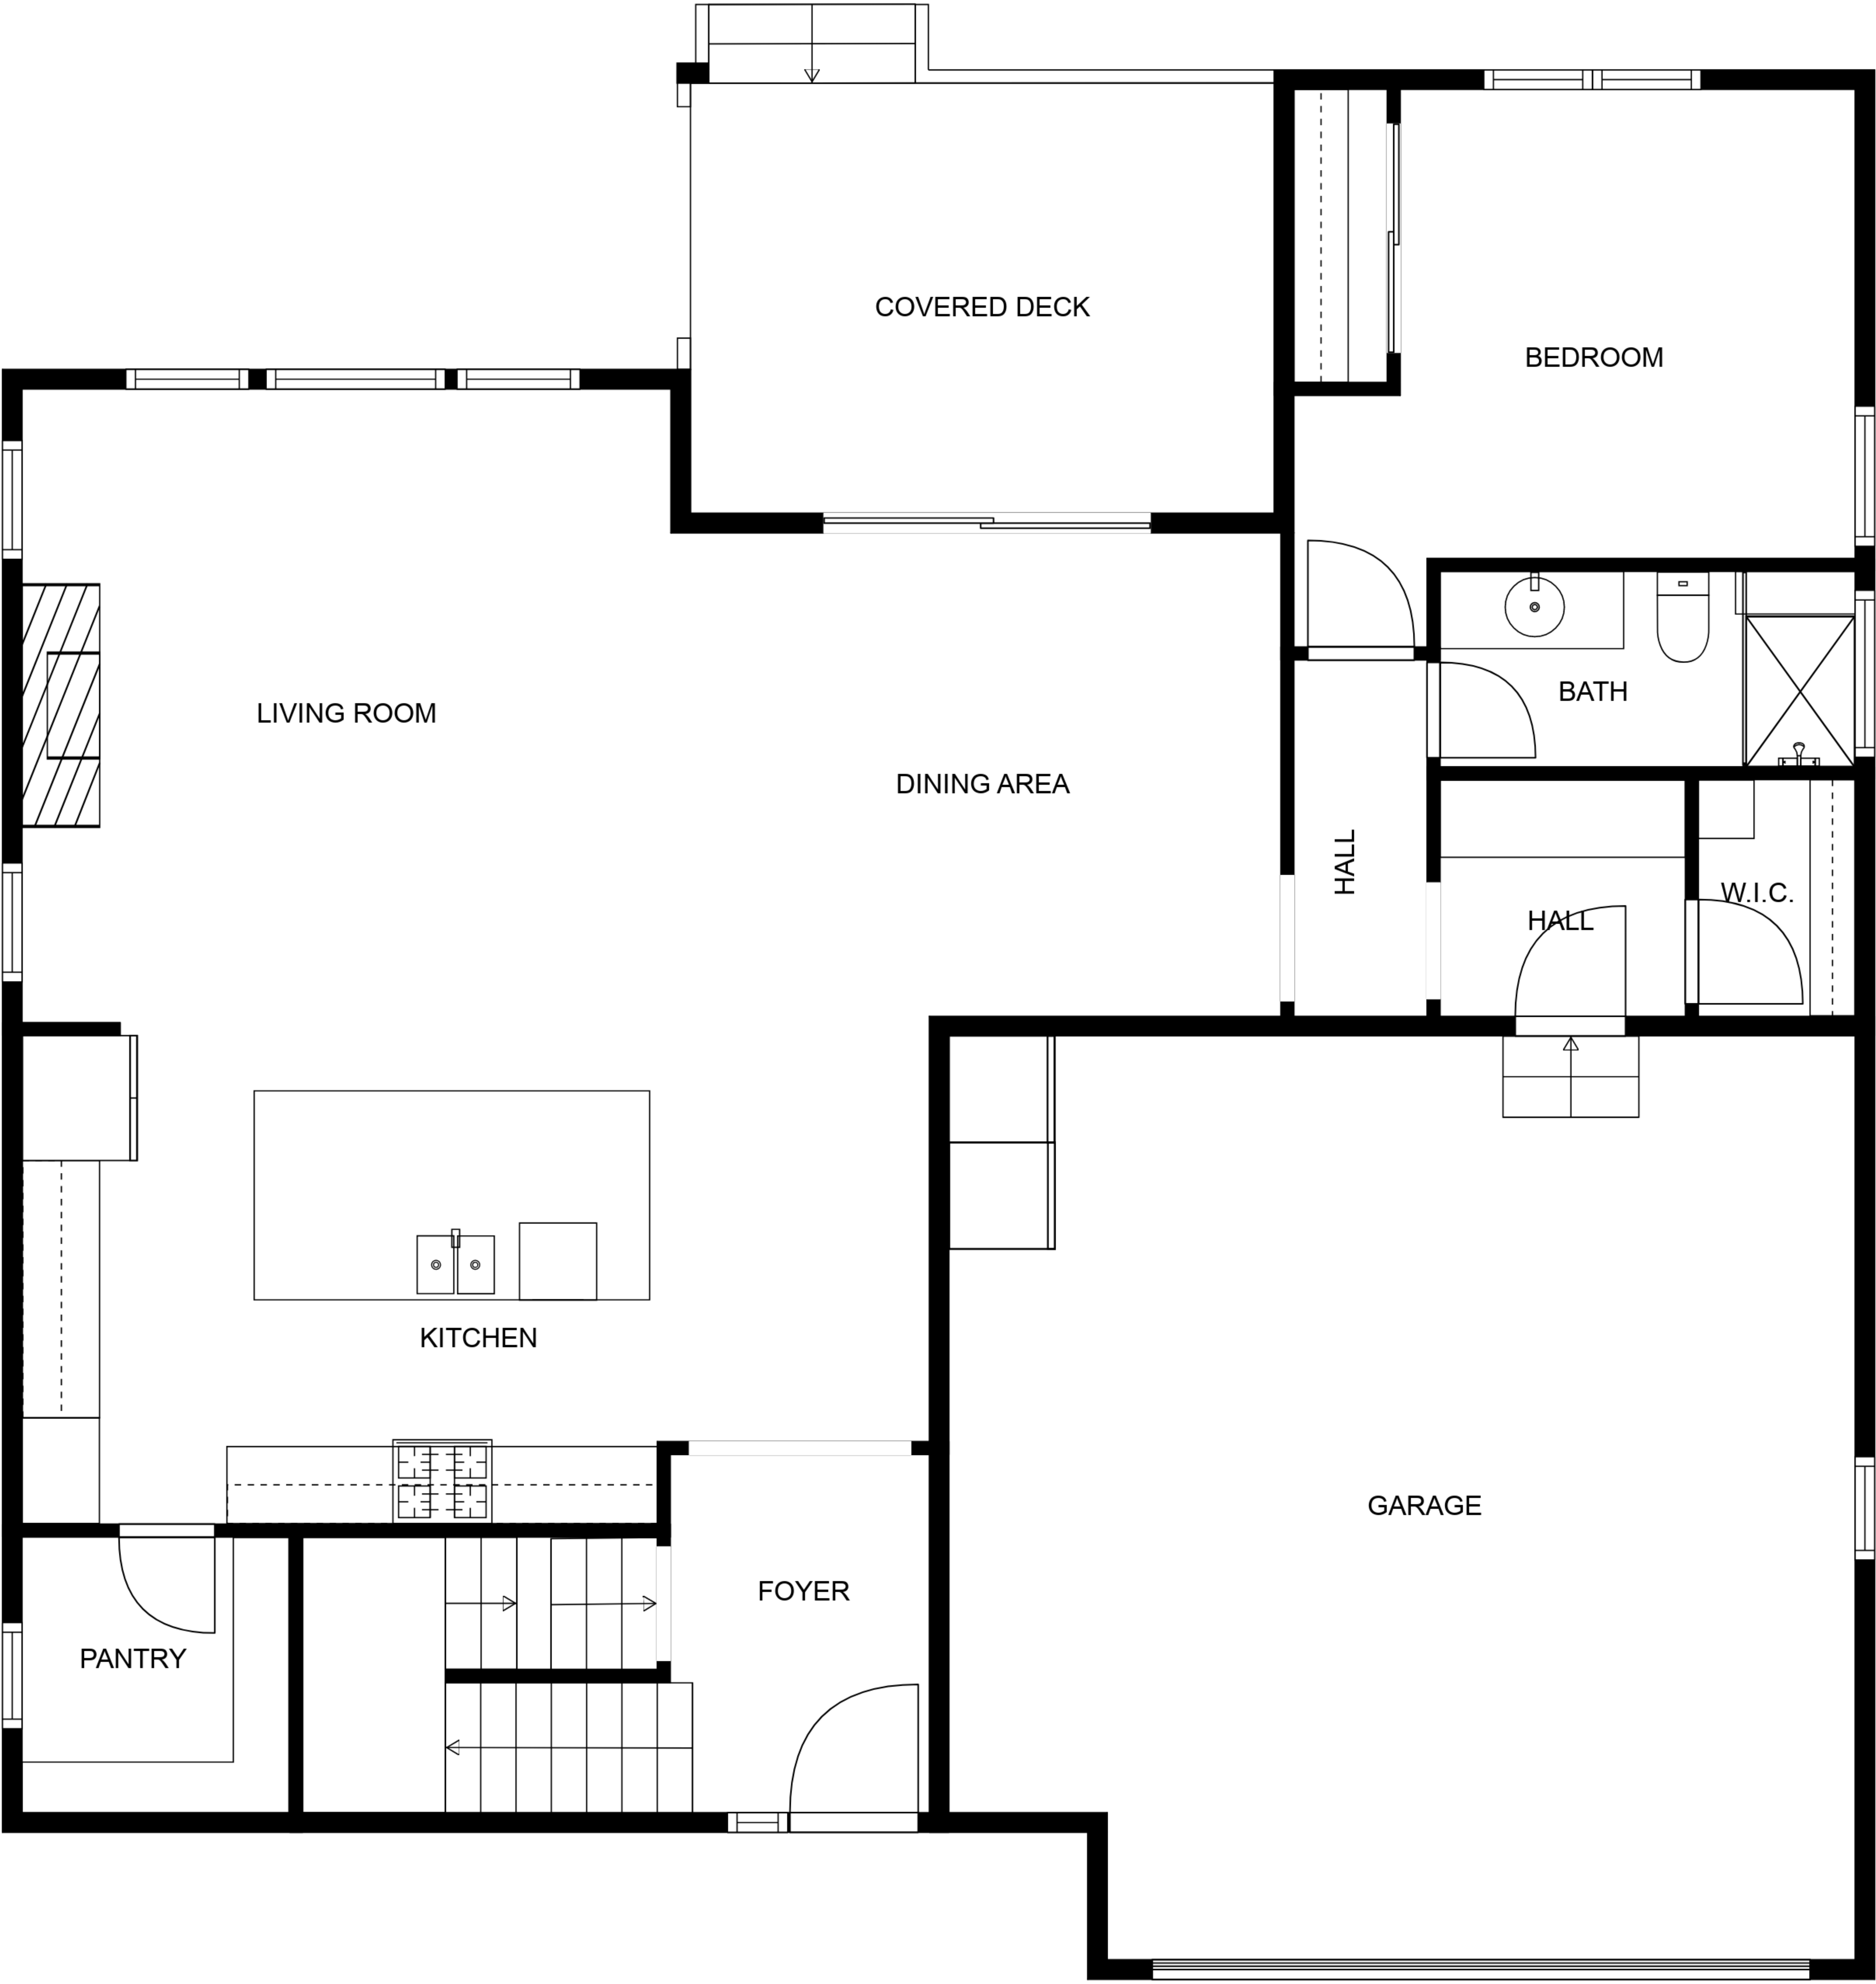 COVERED DECK
BEDROOM
LIVING ROOM
BATH
DINING AREA
HALL
W.I.C.
HALL
KITCHEN
GARAGE
FOYER
PANTRY